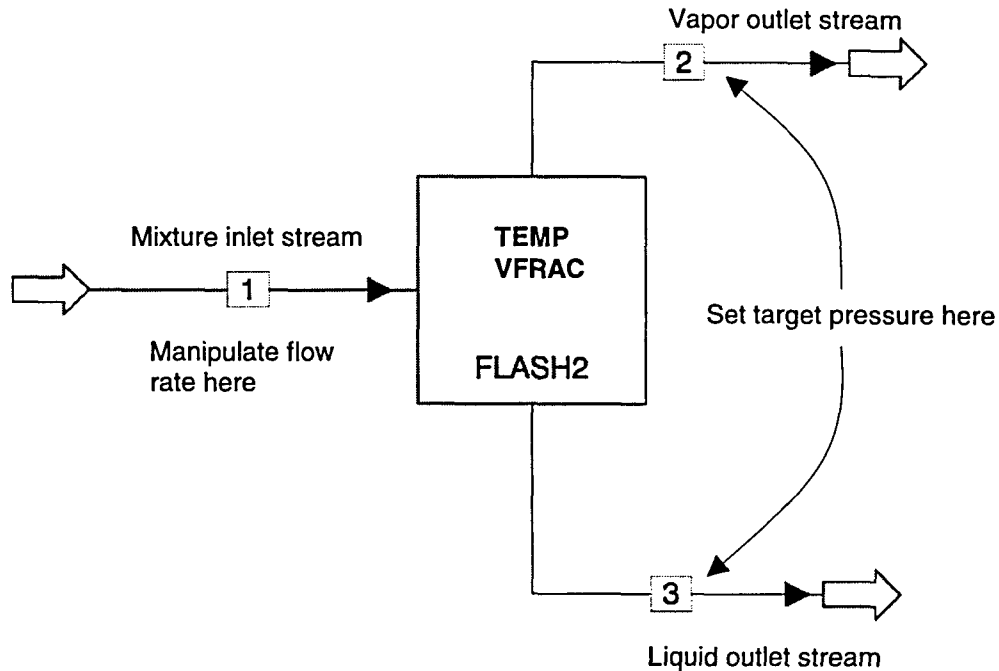 Vapor outlet stream
2
Mixture inlet stream
TEMP
VFRAC
1
Set target pressure here
Manipulate flow
rate here
FLASH2
3
Liquid outlet stream